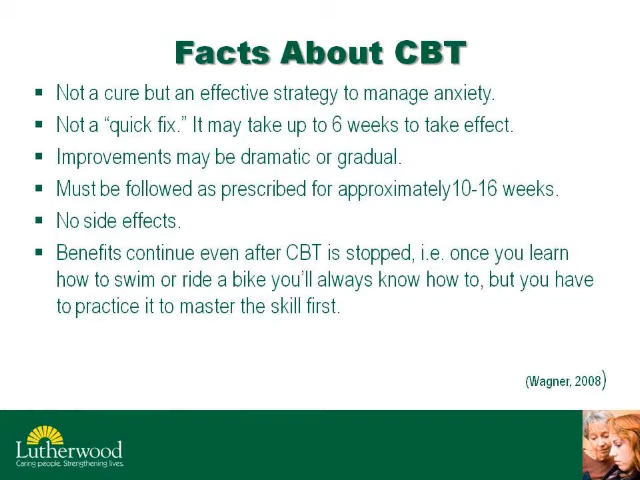 Facts About CBT
▪ Not a cure but an effective strategy to manage anxiety.
▪ Not a “quick fix.” It may take up to 6 weeks to take effect.
▪ Improvements may be dramatic or gradual.
▪ Must be followed as prescribed for approximately10-16 weeks.
▪ No side effects.
▪ Benefits continue even after CBT is stopped, i.e. once you learn
how to swim or ride a bike you’ll always know how to, but you have
to practice it to master the skill first.
(Wagner, 2008)
Lutherwood
Caring people. Strengthening lives.